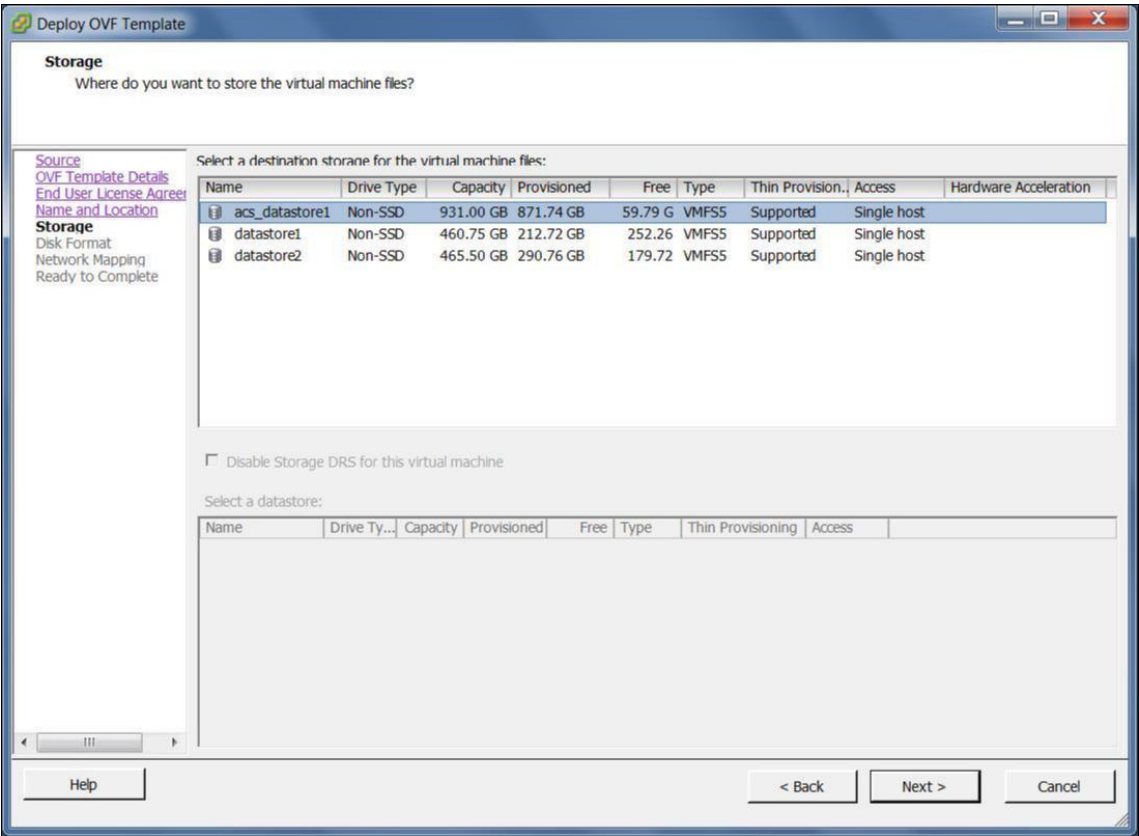 Deploy OVF Template
Storage
Where do you want to store the virtual machine files?
Source
OVF Template Details
End User License Agreer
Name and Location
Storage
Disk Format
Network Mapping
Ready to Complete
Select a destination storage for the virtual machine files:
Name Drive Type Capacity Provisioned Free Type Thin Provision.. Access Hardware Acceleration
acs_datastore1 Non-SSD 931.00 GB 871.74 GB 59.79 G VMFS5 Supported Single host
datastore1 Non-SSD 460.75 GB 212.72 GB 252.26 VMFS5 Supported Single host
datastore2 Non-SSD 465.50 GB 290.76 GB 179.72 VMFS5 Supported Single host
Disable Storage DRS for this virtual machine
Select a datastore:
Name Drive Ty... Capacity Provisioned Free Type Thin Provisioning Access
Help < Back Next > Cancel